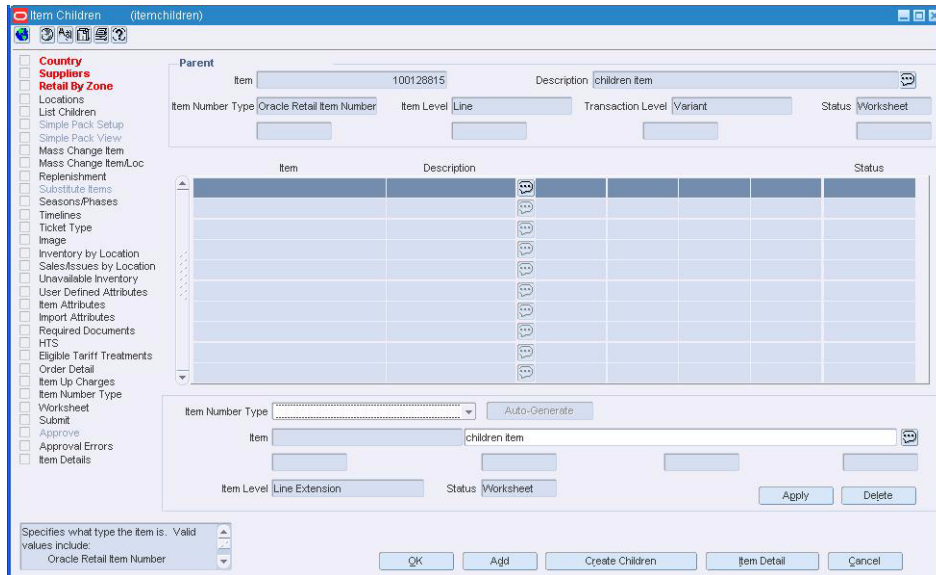 Item Children (itemchildren)
Country
Suppliers
Retail By Zone
Locations
List Children
Simple Pack Setup
Simple Pack View
Mass Change Item
Mass Change Item/Loc
Replenishment
Substitute Items
Seasons/Phases
Timelines
Ticket Type
Image
Inventory by Location
Sales/Issues by Location
Unavailable Inventory
User Defined Attributes
Item Attributes
Import Attributes
Required Documents
HTS
Eligible Tariff Treatments
Order Detail
Item Up Charges
Item Number Type
Worksheet
Submit
Approve
Approval Errors
Item Details
Parent
Item 100128815 Description children item
Item Number Type Oracle Retail Item Number Item Level Line Transaction Level Variant Status Worksheet
Item Description Status
Item Number Type Auto-Generate
Item children item
Item Level Line Extension Status Worksheet
Apply Delete
Specifies what type the item is. Valid
values include:
Oracle Retail Item Number
OK Add Create Children Item Detail Cancel